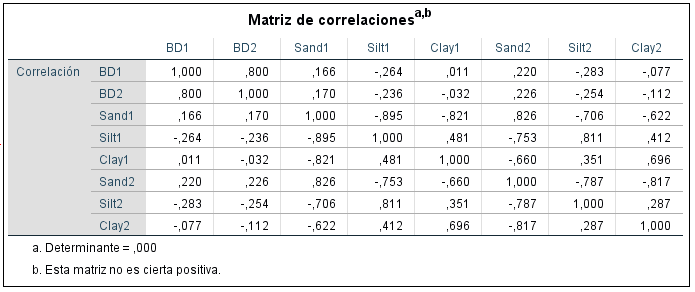 Matriz de correlaciones a,b
BD1 BD2 Sand1 Silt1 Clay1 Sand2 Silt2 Clay2
Correlación BD1 1,000 ,800 ,166 -,264 ,011 ,220 -,283 -,077
BD2 ,800 1,000 ,170 -,236 -,032 ,226 -,254 -,112
Sand1 ,166 ,170 1,000 -,895 -,821 ,826 -,706 -,622
Silt1 -,264 -,236 -,895 1,000 ,481 -,753 ,811 ,412
Clay1 ,011 -,032 -,821 ,481 1,000 -,660 ,351 ,696
Sand2 ,220 ,226 ,826 -,753 -,660 1,000 -,787 -,817
Silt2 -,283 -,254 -,706 ,811 ,351 -,787 1,000 ,287
Clay2 -,077 -,112 -,622 ,412 ,696 -,817 ,287 1,000
a. Determinante = ,000
b. Esta matriz no es cierta positiva.